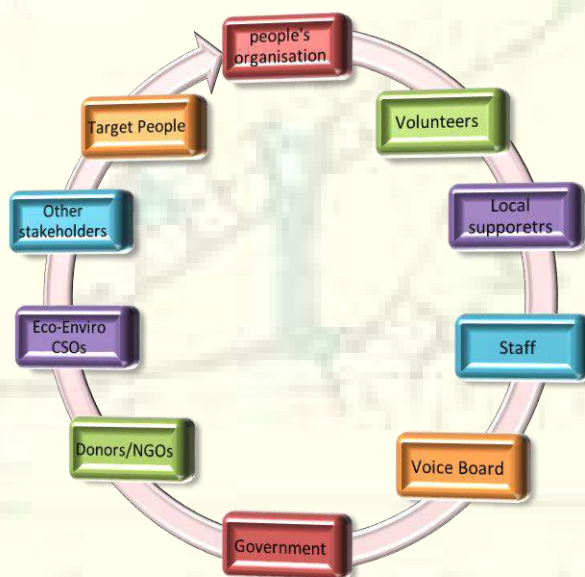 people's
organisation
Volunteers
Local
supporetrs
Staff
Voice Board
Government
Donors/NGOs
Eco-Enviro
CSOs
Other
stakeholders
Target People